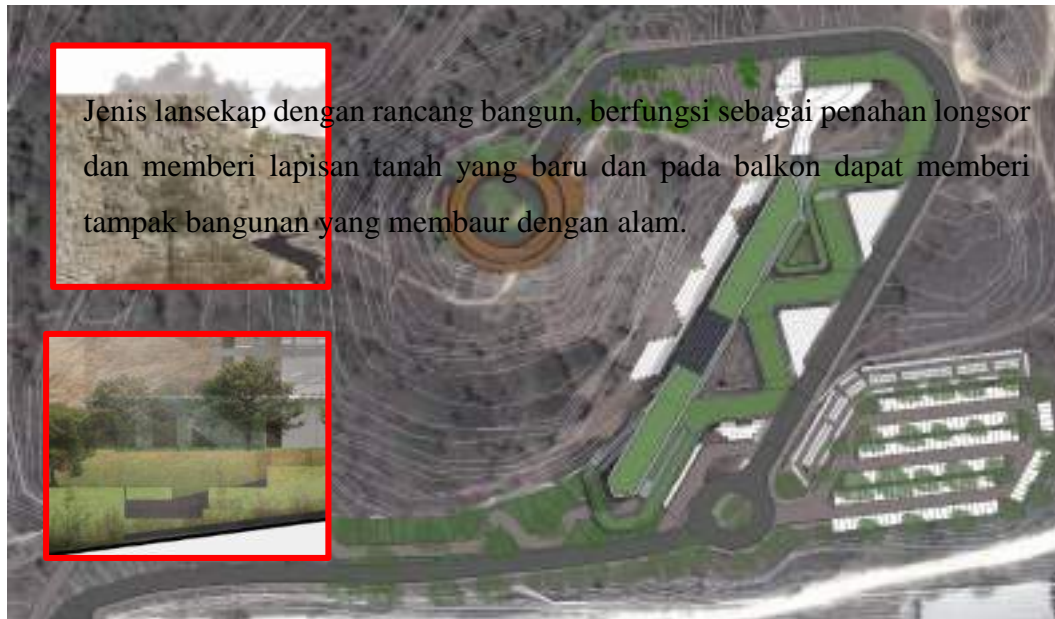 Jenis lansekap dengan rancang bangun, berfungsi sebagai penahan longsor
dan memberi lapisan tanah yang baru dan pada balkon dapat memberi
tampak bangunan yang membaur dengan alam.